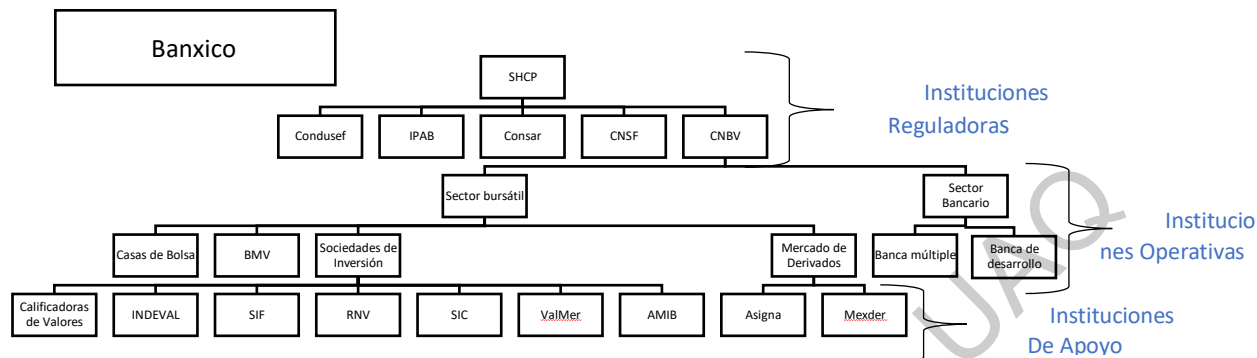 Banxico
SHCP
Instituciones
Reguladoras
Condusef
IPAB
Consar
CNSF
CNBV
Sector bursátil
Sector
Bancario
Institucio
nes Operativas
Casas de Bolsa
BMV
Sociedades de
Inversión
Mercado de
Derivados
Banca múltiple
Banca de
desarrollo
Calificadoras
de Valores
INDEVAL
SIF
RNV
SIC
ValMer
AMIB
Asigna
Mexder
Instituciones
De Apoyo
UAQ